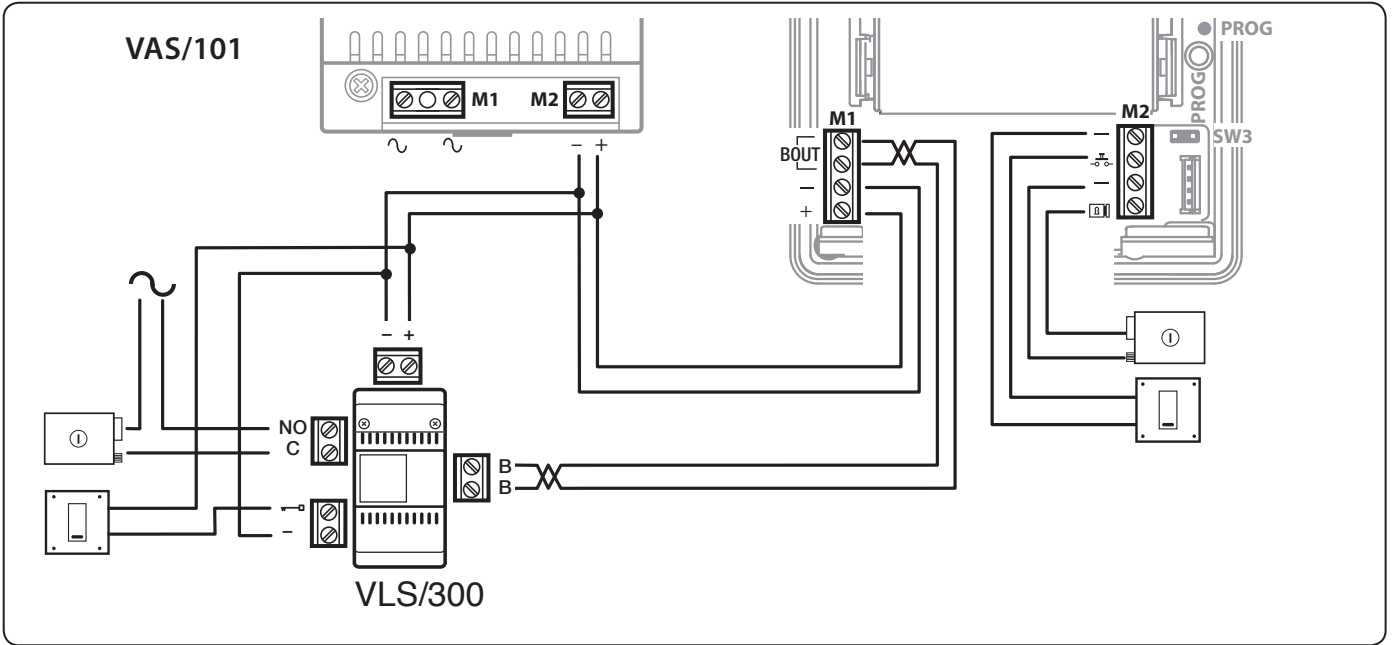 VAS/101
M1
M2
− +
BOUT
M1
−
+
PROG
PROG
M2
SW3
−
−
− +
NO
C
−
B
B
VLS/300